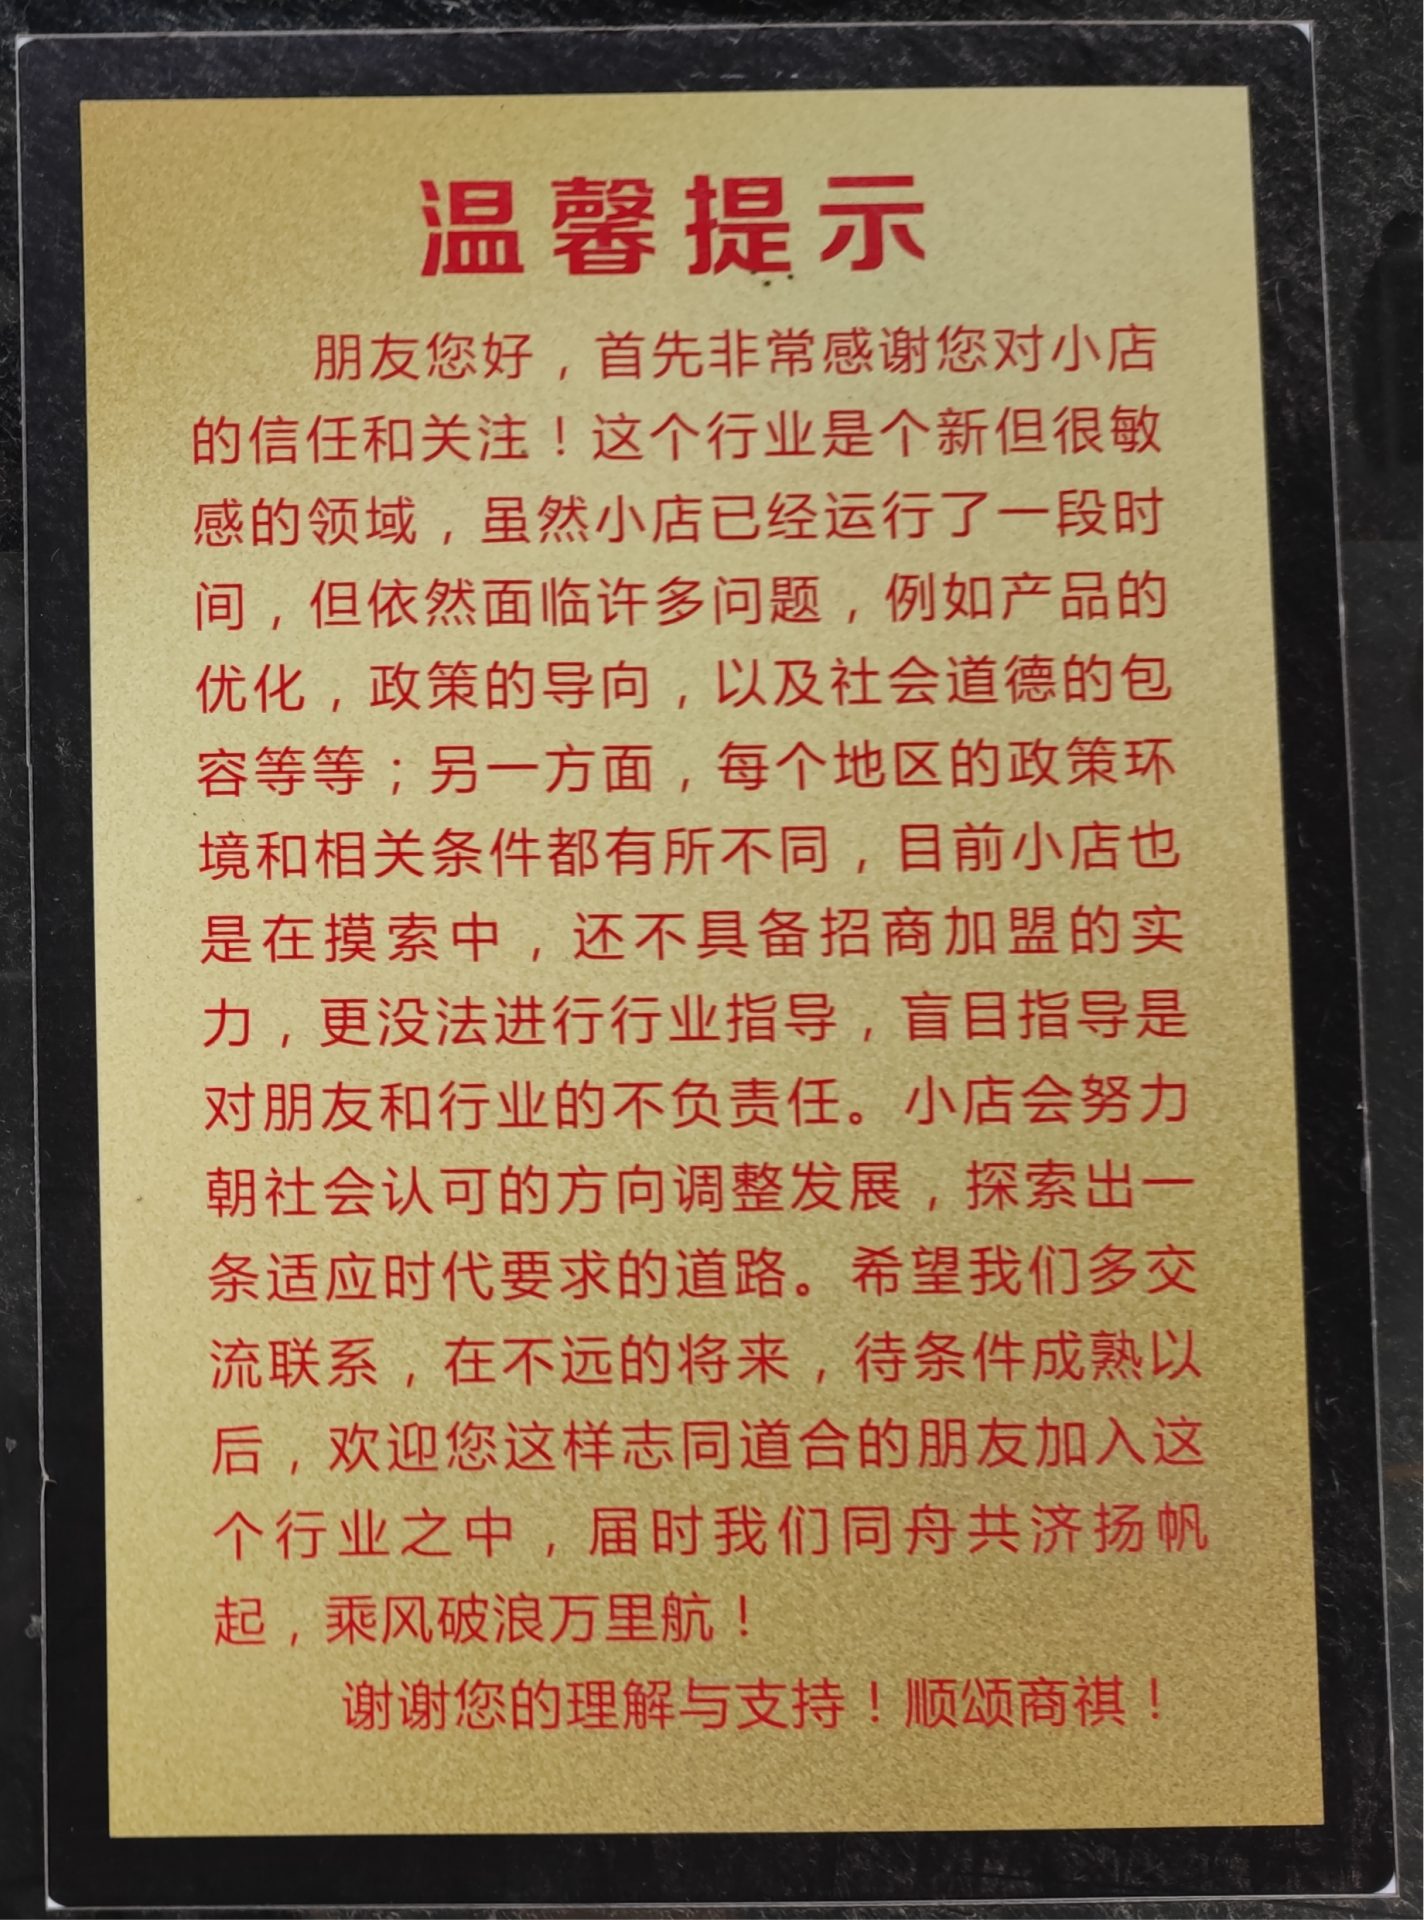 温馨提示
朋友您好，首先非常感谢您对小店
的信任和关注！这个行业是个新但很敏
感的领域，虽然小店已经运行了一段时
间，但依然面临许多问题，例如产品的
优化，政策的导向，以及社会道德的包
容等等；另一方面，每个地区的政策环
境和相关条件都有所不同，目前小店也
是在摸索中，还不具备招商加盟的实
力，更没法进行行业指导，盲目指导是
对朋友和行业的不负责任。小店会努力
朝社会认可的方向调整发展，探索出一
条适应时代要求的道路。希望我们多交
流联系，在不远的将来，待条件成熟以
后，欢迎您这样志同道合的朋友加入这
个行业之中，届时我们同舟共济扬帆
起，乘风破浪万里航！
谢谢您的理解与支持！顺颂商祺！